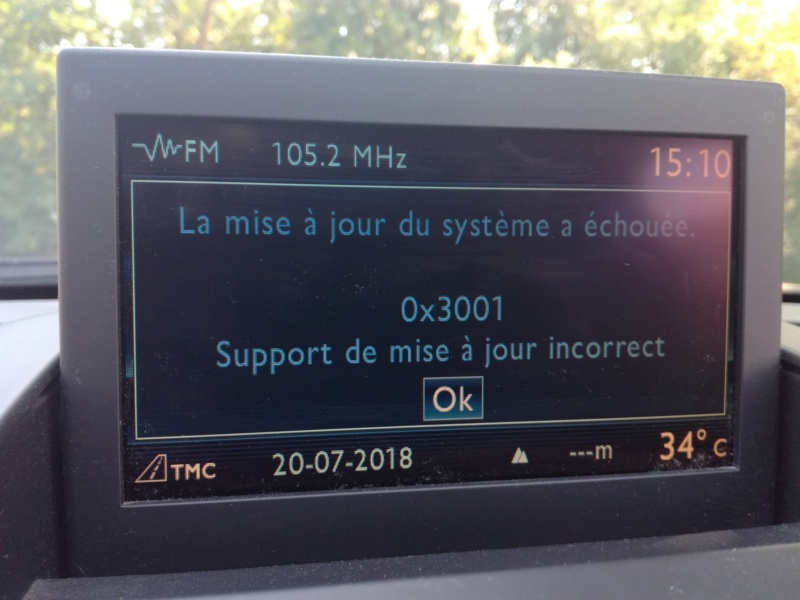 FM 105.2 MHz 15:10
La mise à jour du système a échouée.
0x3001
Support de mise à jour incorrect
Ok
TMC 20-07-2018 ---m 34° C